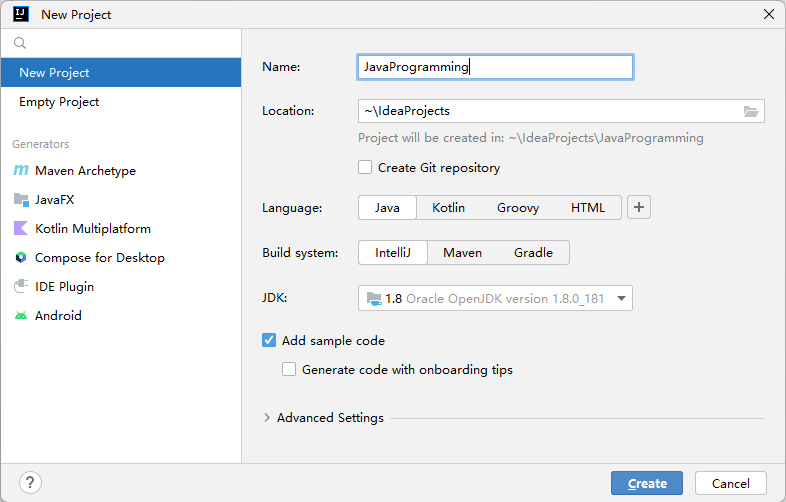 New Project
New Project
Empty Project
Generators
Maven Archetype
JavaFX
Kotlin Multiplatform
Compose for Desktop
IDE Plugin
Android
Name: JavaProgramming
Location: ~\IdeaProjects
Project will be created in: ~\IdeaProjects\JavaProgramming
Create Git repository
Language: Java Kotlin Groovy HTML +
Build system: IntelliJ Maven Gradle
JDK: 1.8 Oracle OpenJDK version 1.8.0_181
Add sample code
Generate code with onboarding tips
Advanced Settings
? Create Cancel